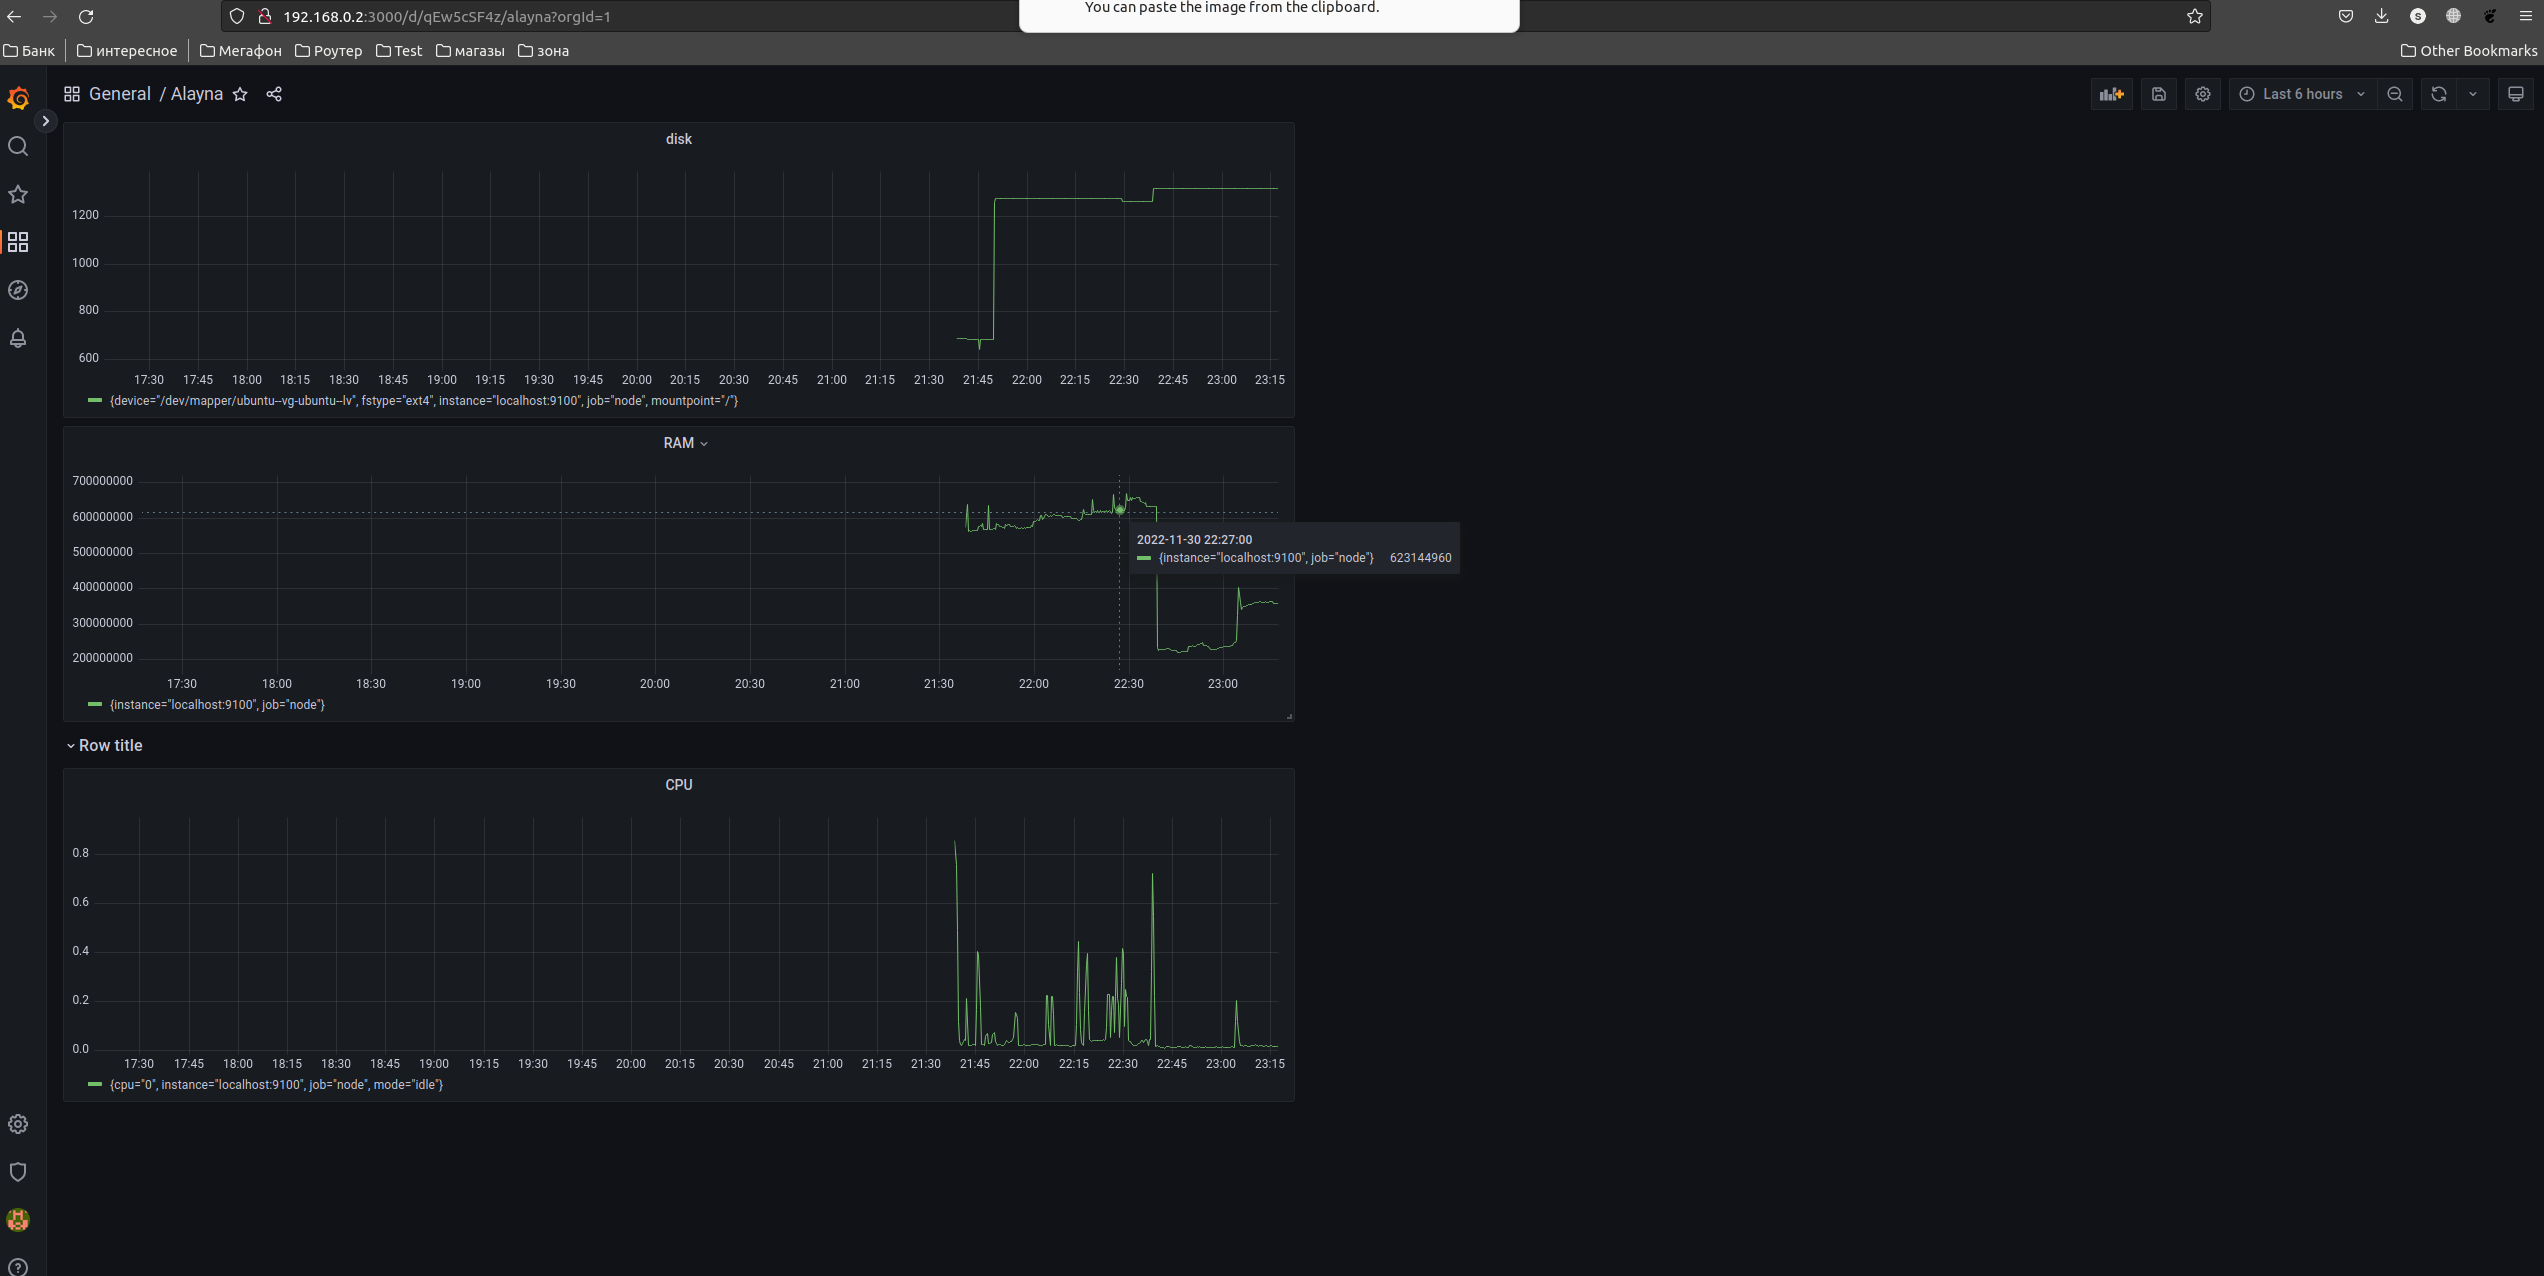 You can paste the image from the clipboard.
192.168.0.2:3000/d/qEw5cSF4z/alayna?orgId=1
S
Банк интересное Мегафон Роутер Test магазы зона Other Bookmarks
General / Alayna Last 6 hours
disk
1200
1000
800
600
17:30 17:45 18:00 18:15 18:30 18:45 19:00 19:15 19:30 19:45 20:00 20:15 20:30 20:45 21:00 21:15 21:30 21:45 22:00 22:15 22:30 22:45 23:00 23:15
{device="/dev/mapper/ubuntu--vg-ubuntu--lv", fstype="ext4", instance="localhost:9100", job="node", mountpoint="/"}
RAM
700000000
600000000
500000000
400000000
300000000
200000000
2022-11-30 22:27:00
{instance="localhost:9100", job="node"} 623144960
17:30 18:00 18:30 19:00 19:30 20:00 20:30 21:00 21:30 22:00 22:30 23:00
{instance="localhost:9100", job="node"}
Row title
CPU
0.8
0.6
0.4
0.2
0.0
17:30 17:45 18:00 18:15 18:30 18:45 19:00 19:15 19:30 19:45 20:00 20:15 20:30 20:45 21:00 21:15 21:30 21:45 22:00 22:15 22:30 22:45 23:00 23:15
{cpu="0", instance="localhost:9100", job="node", mode="idle"}